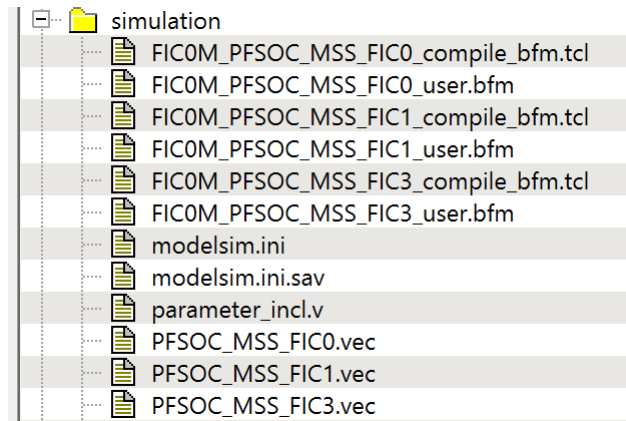 simulation
FIC0M_PFSOC_MSS_FIC0_compile_bfm.tcl
FIC0M_PFSOC_MSS_FIC0_user.bfm
FIC0M_PFSOC_MSS_FIC1_compile_bfm.tcl
FIC0M_PFSOC_MSS_FIC1_user.bfm
FIC0M_PFSOC_MSS_FIC3_compile_bfm.tcl
FIC0M_PFSOC_MSS_FIC3_user.bfm
modelsim.ini
modelsim.ini.sav
parameter_incl.v
PFSOC_MSS_FIC0.vec
PFSOC_MSS_FIC1.vec
PFSOC_MSS_FIC3.vec